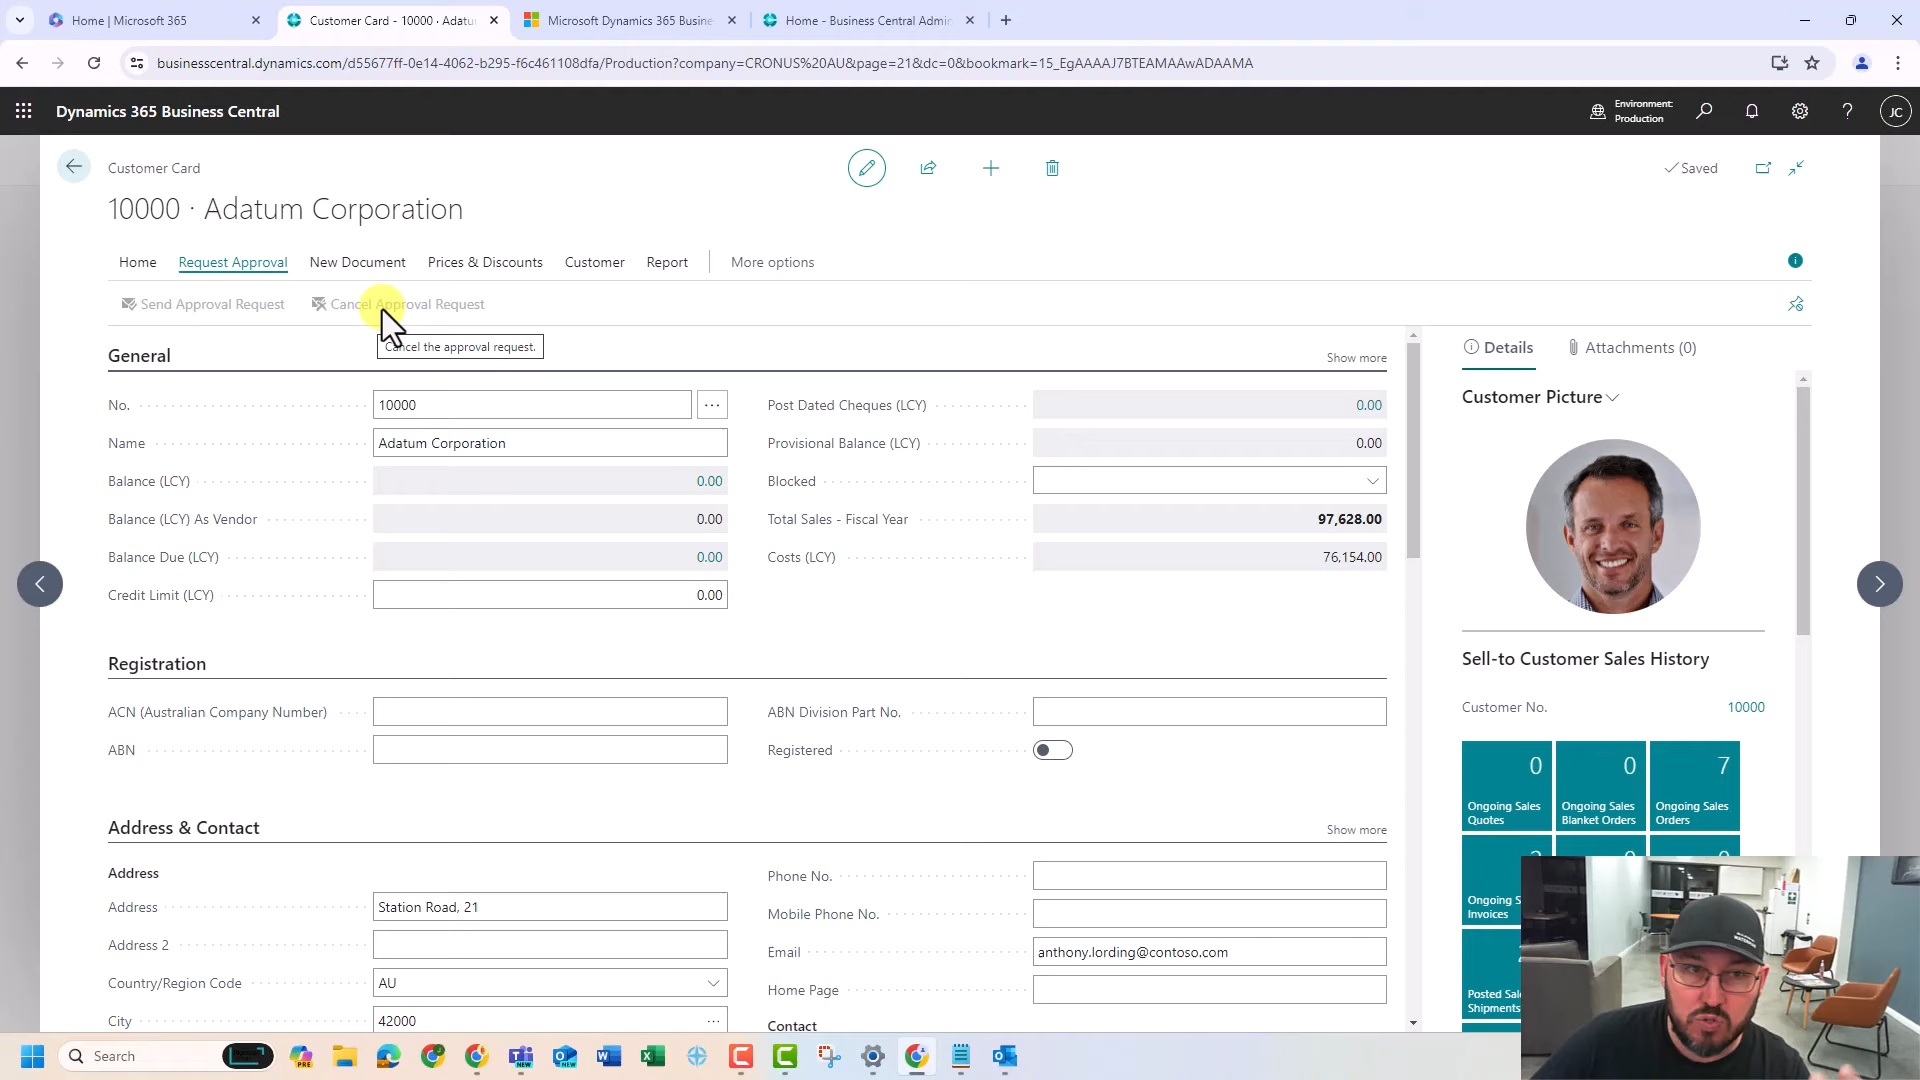 Home | Microsoft 365
Customer Card - 10000 - Adatu
Microsoft Dynamics 365 Busine
Home - Business Central Admin
businesscentral.dynamics.com/d55677ff-0e14-4062-b295-f6c461108dfa/Production?company=CRONUS%20AU&page=21&dc=0&bookmark=15_EgAAAAJ7BTEAMAAwADAAMA
Dynamics 365 Business Central
Environment:
Production
JC
Customer Card
Saved
10000 · Adatum Corporation
Home
Request Approval
New Document
Prices & Discounts
Customer
Report
More options
Send Approval Request
Cancel Approval Request
Cancel the approval request.
General
Show more
No.
10000
Name
Adatum Corporation
Balance (LCY)
0.00
Balance (LCY) As Vendor
0.00
Balance Due (LCY)
0.00
Credit Limit (LCY)
0.00
Post Dated Cheques (LCY)
0.00
Provisional Balance (LCY)
0.00
Blocked
Total Sales - Fiscal Year
97,628.00
Costs (LCY)
76,154.00
Registration
ACN (Australian Company Number)
ABN
ABN Division Part No.
Registered
Address & Contact
Show more
Address
Address
Station Road, 21
Address 2
Country/Region Code
AU
City
42000
Phone No.
Mobile Phone No.
Email
anthony.lording@contoso.com
Home Page
Contact
Details
Attachments (0)
Customer Picture
Sell-to Customer Sales History
Customer No.
10000
0
Ongoing Sales
Quotes
0
Ongoing Sales
Blanket Orders
7
Ongoing Sales
Orders
Ongoing S
Invoices
Posted Sal
Shipments
Search
PRE
NEW
NEW